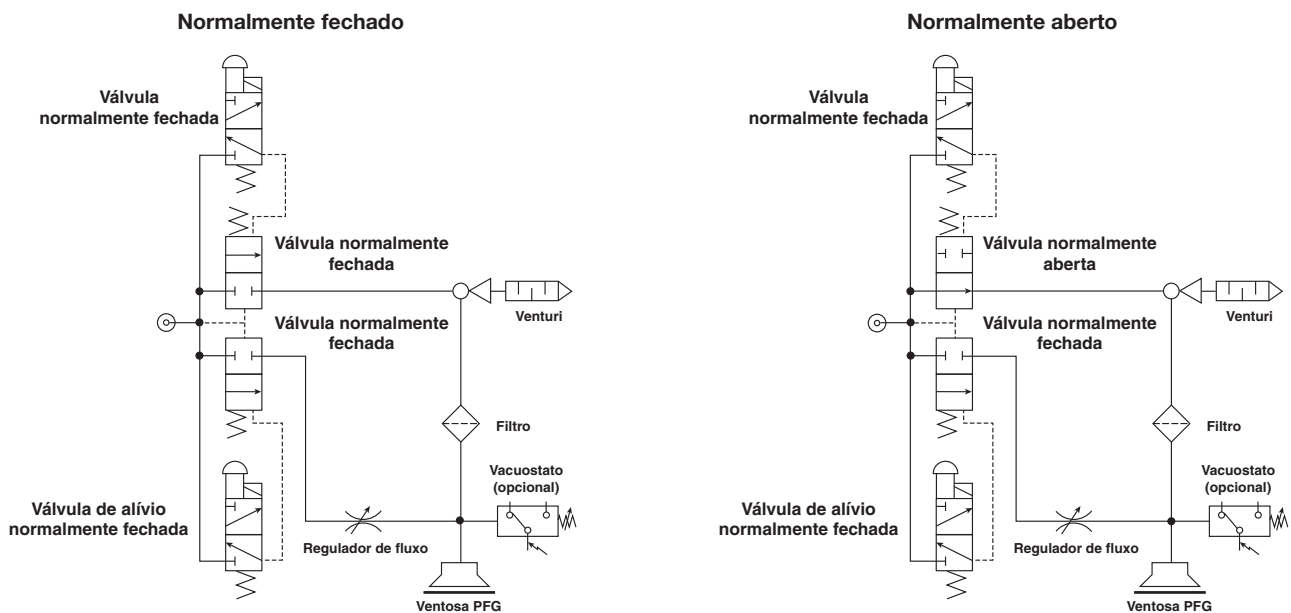 Normalmente fechado
Válvula
normalmente fechada
Válvula normalmente
fechada
Venturi
Válvula normalmente
fechada
Filtro
Vacuostato
(opcional)
Válvula de alívio
normalmente fechada
Regulador de fluxo
Ventosa PFG
Normalmente aberto
Válvula
normalmente fechada
Válvula normalmente
aberta
Venturi
Válvula normalmente
fechada
Filtro
Vacuostato
(opcional)
Válvula de alívio
normalmente fechada
Regulador de fluxo
Ventosa PFG